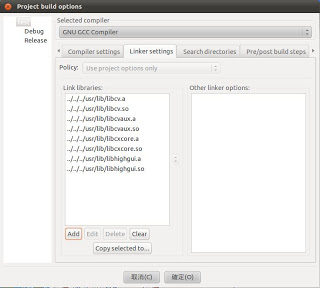 Project build options
Selected compiler
Debug
Release
GNU GCC Compiler
Compiler settings
Linker settings
Search directories
Pre/post build steps
Policy:
Use project options only
Link libraries:
Other linker options:
../../../usr/lib/libcv.a
../../../usr/lib/libcv.so
../../../usr/lib/libcvaux.a
../../../usr/lib/libcvaux.so
../../../usr/lib/libcxcore.a
../../../usr/lib/libcxcore.so
../../../usr/lib/libhighgui.a
../../../usr/lib/libhighgui.so
Add
Edit
Delete
Clear
Copy selected to...
取消(C)
確定(O)